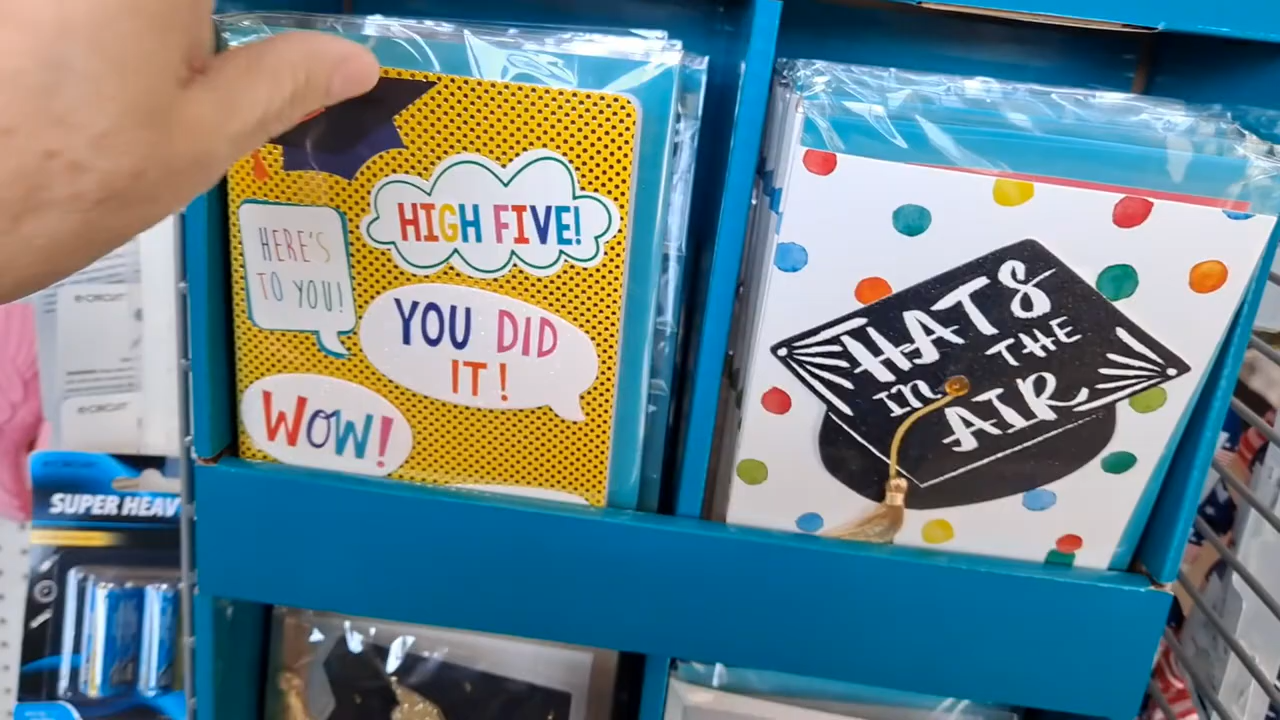 HIGH FIVE!
HERE'S
TO YOU!
YOU DID
IT!
WOW!
HATS
IN THE
AIR
SUPER HEAV